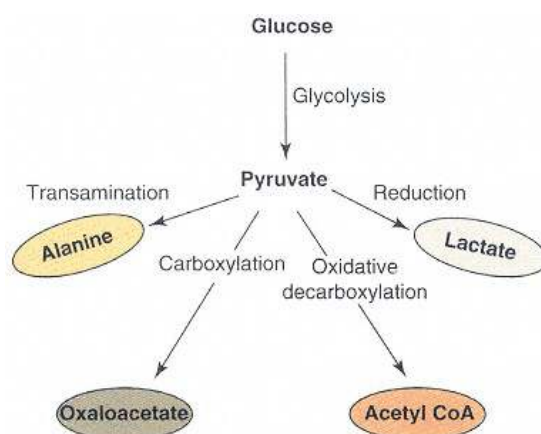 Glucose
Glycolysis
Pyruvate
Transamination
Reduction
Alanine
Lactate
Carboxylation
Oxidative
decarboxylation
Oxaloacetate
Acetyl CoA